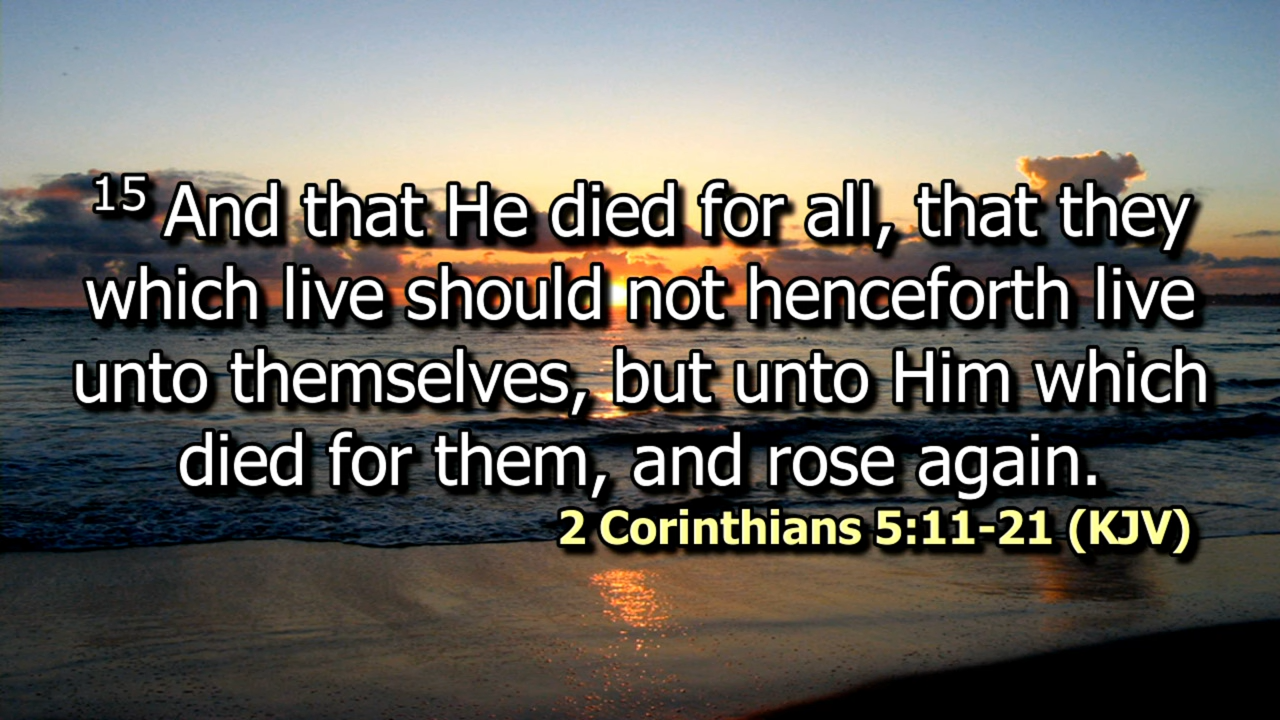 15 And that He died for all, that they
which live should not henceforth live
unto themselves, but unto Him which
died for them, and rose again.
2 Corinthians 5:11-21 (KJV)